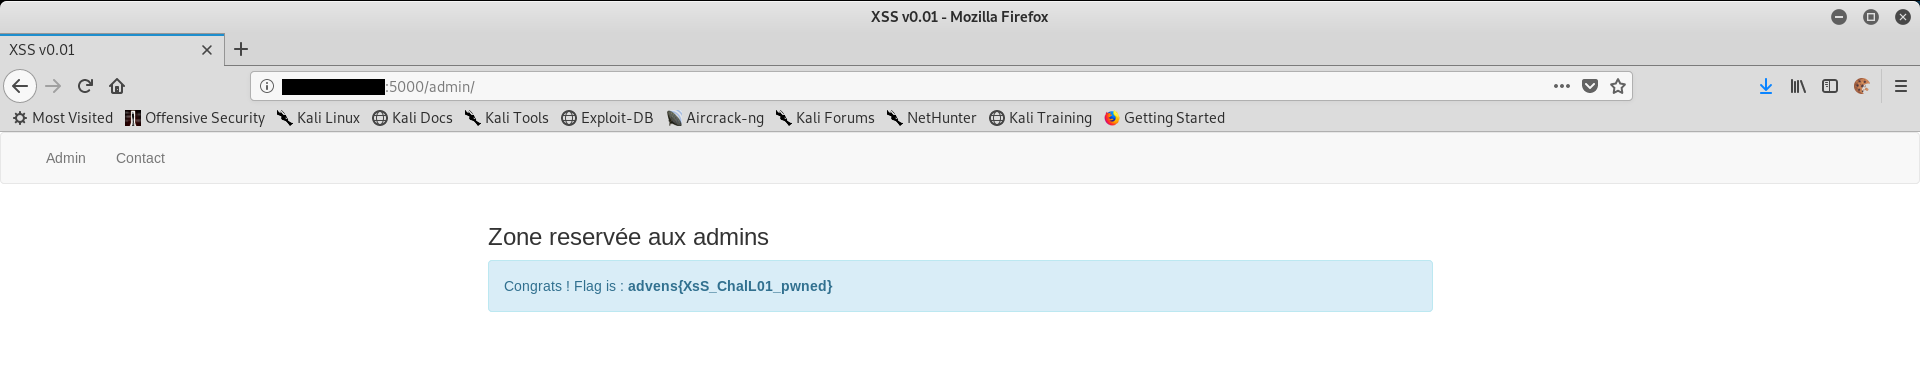 XSS v0.01 - Mozilla Firefox
XSS v0.01
:5000/admin/
Most Visited Offensive Security Kali Linux Kali Docs Kali Tools Exploit-DB Aircrack-ng Kali Forums NetHunter Kali Training Getting Started
Admin Contact
Zone reservée aux admins
Congrats ! Flag is : advens{XsS_ChalL01_pwned}